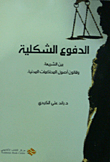 الدفوع الشكلية
بين الشريعة
وقانون أصول المحاكمات المدنية